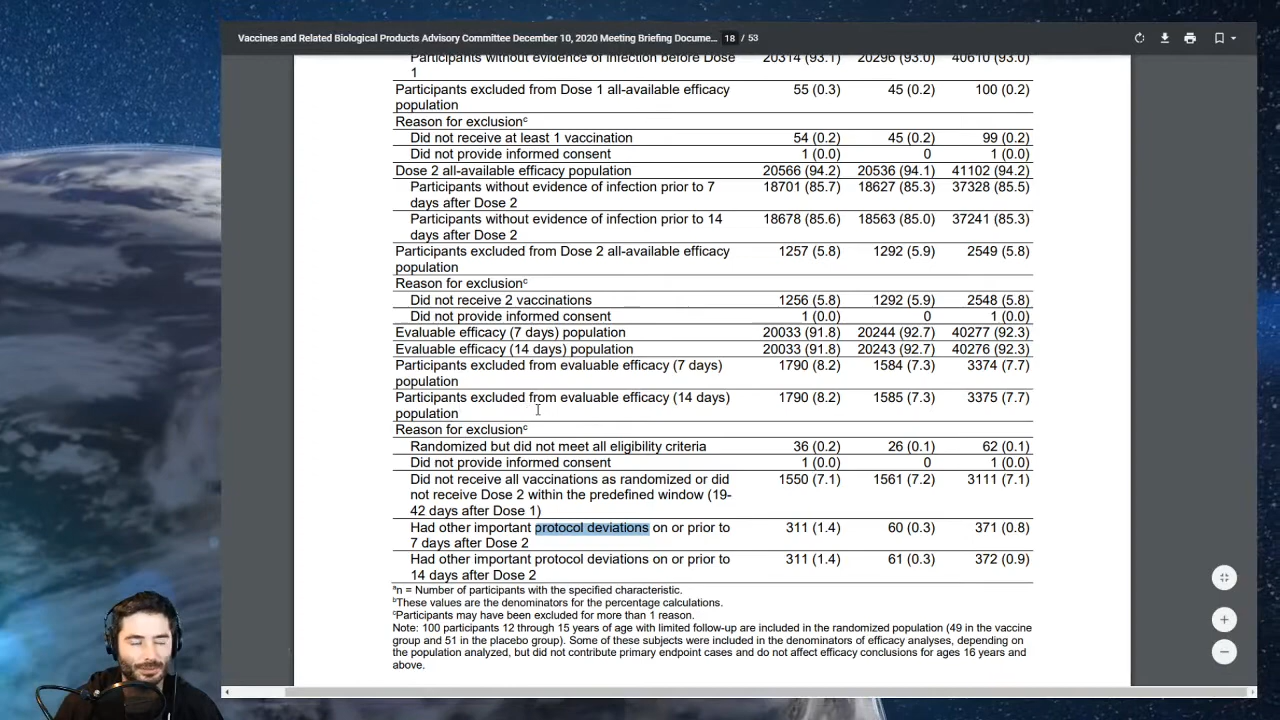 Vaccines and Related Biological Products Advisory Committee December 10, 2020 Meeting Briefing Docume... 18 / 53
Participants without evidence of infection before Dose 20314 (93.1) 20296 (93.0) 40610 (93.0)
1
Participants excluded from Dose 1 all-available efficacy 55 (0.3) 45 (0.2) 100 (0.2)
population
Reason for exclusionᶜ
Did not receive at least 1 vaccination 54 (0.2) 45 (0.2) 99 (0.2)
Did not provide informed consent 1 (0.0) 0 1 (0.0)
Dose 2 all-available efficacy population 20566 (94.2) 20536 (94.1) 41102 (94.2)
Participants without evidence of infection prior to 7 18701 (85.7) 18627 (85.3) 37328 (85.5)
days after Dose 2
Participants without evidence of infection prior to 14 18678 (85.6) 18563 (85.0) 37241 (85.3)
days after Dose 2
Participants excluded from Dose 2 all-available efficacy 1257 (5.8) 1292 (5.9) 2549 (5.8)
population
Reason for exclusionᶜ
Did not receive 2 vaccinations 1256 (5.8) 1292 (5.9) 2548 (5.8)
Did not provide informed consent 1 (0.0) 0 1 (0.0)
Evaluable efficacy (7 days) population 20033 (91.8) 20244 (92.7) 40277 (92.3)
Evaluable efficacy (14 days) population 20033 (91.8) 20243 (92.7) 40276 (92.3)
Participants excluded from evaluable efficacy (7 days) 1790 (8.2) 1584 (7.3) 3374 (7.7)
population
Participants excluded from evaluable efficacy (14 days) 1790 (8.2) 1585 (7.3) 3375 (7.7)
population
Reason for exclusionᶜ
Randomized but did not meet all eligibility criteria 36 (0.2) 26 (0.1) 62 (0.1)
Did not provide informed consent 1 (0.0) 0 1 (0.0)
Did not receive all vaccinations as randomized or did 1550 (7.1) 1561 (7.2) 3111 (7.1)
not receive Dose 2 within the predefined window (19-
42 days after Dose 1)
Had other important protocol deviations on or prior to 311 (1.4) 60 (0.3) 371 (0.8)
7 days after Dose 2
Had other important protocol deviations on or prior to 311 (1.4) 61 (0.3) 372 (0.9)
14 days after Dose 2
ᵃn = Number of participants with the specified characteristic.
ᵇThese values are the denominators for the percentage calculations.
ᶜParticipants may have been excluded for more than 1 reason.
Note: 100 participants 12 through 15 years of age with limited follow-up are included in the randomized population (49 in the vaccine
group and 51 in the placebo group). Some of these subjects were included in the denominators of efficacy analyses, depending on
the population analyzed, but did not contribute primary endpoint cases and do not affect efficacy conclusions for ages 16 years and
above.